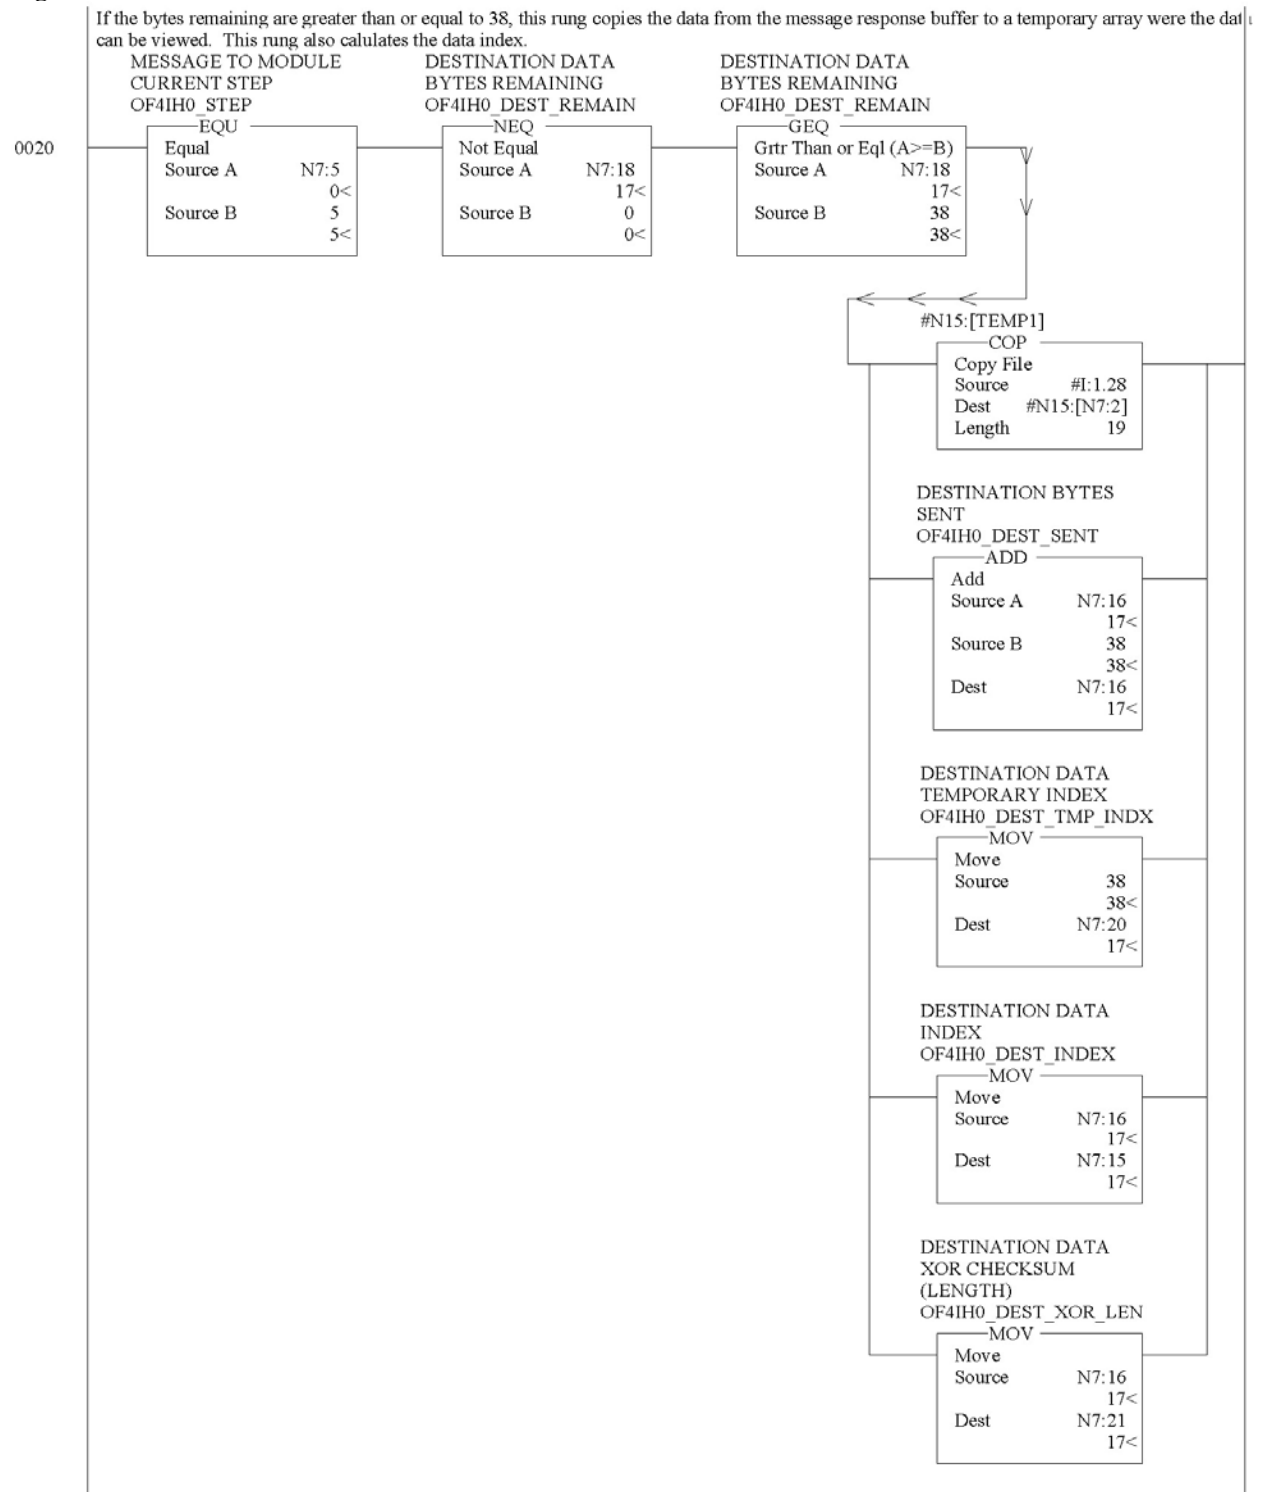 If the bytes remaining are greater than or equal to 38, this rung copies the data from the message response buffer to a temporary array were the dat
can be viewed.  This rung also calulates the data index.
MESSAGE TO MODULE
CURRENT STEP
OF4IH0_STEP
EQU
Equal
Source A N7:5
0<
Source B 5
5<
DESTINATION DATA
BYTES REMAINING
OF4IH0_DEST_REMAIN
NEQ
Not Equal
Source A N7:18
17<
Source B 0
0<
DESTINATION DATA
BYTES REMAINING
OF4IH0_DEST_REMAIN
GEQ
Grtr Than or Eql (A>=B)
Source A N7:18
17<
Source B 38
38<
0020
#N15:[TEMP1]
COP
Copy File
Source #I:1.28
Dest #N15:[N7:2]
Length 19
DESTINATION BYTES
SENT
OF4IH0_DEST_SENT
ADD
Add
Source A N7:16
17<
Source B 38
38<
Dest N7:16
17<
DESTINATION DATA
TEMPORARY INDEX
OF4IH0_DEST_TMP_INDX
MOV
Move
Source 38
38<
Dest N7:20
17<
DESTINATION DATA
INDEX
OF4IH0_DEST_INDEX
MOV
Move
Source N7:16
17<
Dest N7:15
17<
DESTINATION DATA
XOR CHECKSUM
(LENGTH)
OF4IH0_DEST_XOR_LEN
MOV
Move
Source N7:16
17<
Dest N7:21
17<